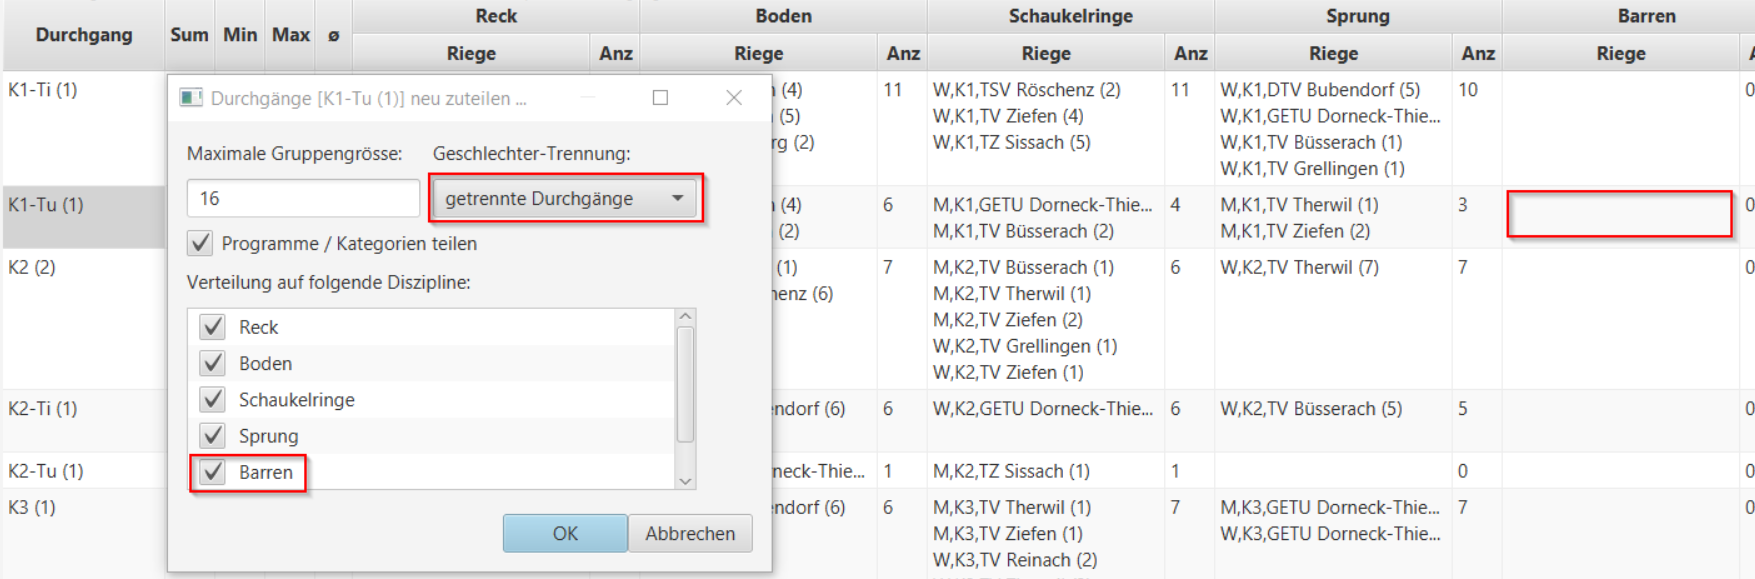 Durchgang Sum Min Max ø Reck Boden Schaukelringe Sprung Barren
Riege Anz Riege Anz Riege Anz Riege Anz Riege
K1-Ti (1)
(4) 11 W,K1,TSV Röschenz (2) 11 W,K1,DTV Bubendorf (5) 10 0
(5) W,K1,TV Ziefen (4) W,K1,GETU Dorneck-Thie...
rg (2) W,K1,TZ Sissach (5) W,K1,TV Büsserach (1)
W,K1,TV Grellingen (1)
K1-Tu (1)
(4) 6 M,K1,GETU Dorneck-Thie... 4 M,K1,TV Therwil (1) 3 0
(2) M,K1,TV Büsserach (2) M,K1,TV Ziefen (2)
K2 (2)
(1) 7 M,K2,TV Büsserach (1) 6 W,K2,TV Therwil (7) 7 0
henz (6) M,K2,TV Therwil (1)
M,K2,TV Ziefen (2)
W,K2,TV Grellingen (1)
W,K2,TV Ziefen (1)
K2-Ti (1)
endorf (6) 6 W,K2,GETU Dorneck-Thie... 6 W,K2,TV Büsserach (5) 5 0
K2-Tu (1)
neck-Thie... 1 M,K2,TZ Sissach (1) 1 0 0
K3 (1)
endorf (6) 6 M,K3,TV Therwil (1) 7 M,K3,GETU Dorneck-Thie... 7 0
M,K3,TV Ziefen (1) W,K3,GETU Dorneck-Thie...
W,K3,TV Reinach (2)
Durchgänge [K1-Tu (1)] neu zuteilen ...
Maximale Gruppengrösse: Geschlechter-Trennung:
16 getrennte Durchgänge
Programme / Kategorien teilen
Verteilung auf folgende Diszipline:
Reck
Boden
Schaukelringe
Sprung
Barren
OK Abbrechen